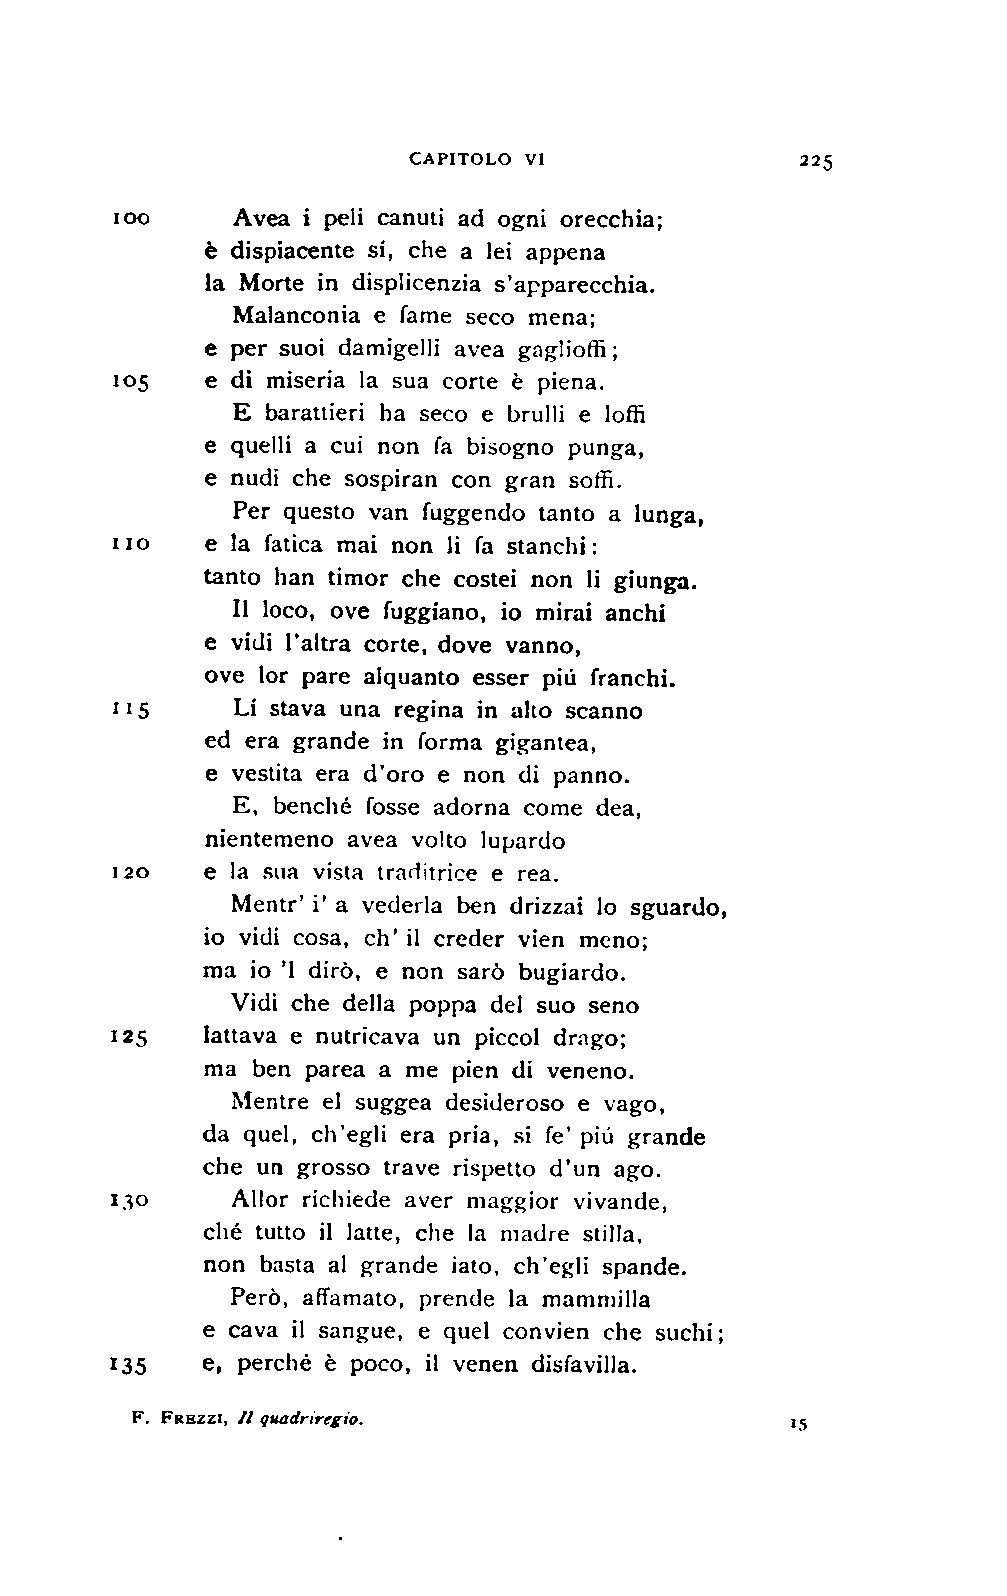 CAPITOLO VI 225
100 Avea i peli canuti ad ogni orecchia;
è dispiacente sí, che a lei appena
la Morte in displicenzia s'apparecchia.
Malanconia e fame seco mena;
e per suoi damigelli avea gaglioffi;
105 e di miseria la sua corte è piena.
E barattieri ha seco e brulli e loffi
e quelli a cui non fa bisogno punga,
e nudi che sospiran con gran soffi.
Per questo van fuggendo tanto a lunga,
110 e la fatica mai non li fa stanchi:
tanto han timor che costei non li giunga.
Il loco, ove fuggíano, io mirai anchi
e vidi l'altra corte, dove vanno,
ove lor pare alquanto esser piú franchi.
115 Lí stava una regina in alto scanno
ed era grande in forma gigantea,
e vestita era d'oro e non di panno.
E, benché fosse adorna come dea,
nientemeno avea volto lupardo
120 e la sua vista traditrice e rea.
Mentr' i' a vederla ben drizzai lo sguardo,
io vidi cosa, ch' il creder vien meno;
ma io 'l dirò, e non sarò bugiardo.
Vidi che della poppa del suo seno
125 lattava e nutricava un piccol drago;
ma ben parea a me pien di veneno.
Mentre el suggea desideroso e vago,
da quel, ch'egli era pria, si fe' piú grande
che un grosso trave rispetto d'un ago.
130 Allor richiede aver maggior vivande,
ché tutto il latte, che la madre stilla,
non basta al grande iato, ch'egli spande.
Però, affamato, prende la mammilla
e cava il sangue, e quel convien che suchi;
135 e, perché è poco, il venen disfavilla.
F. FREZZI, Il quadriregio. 15